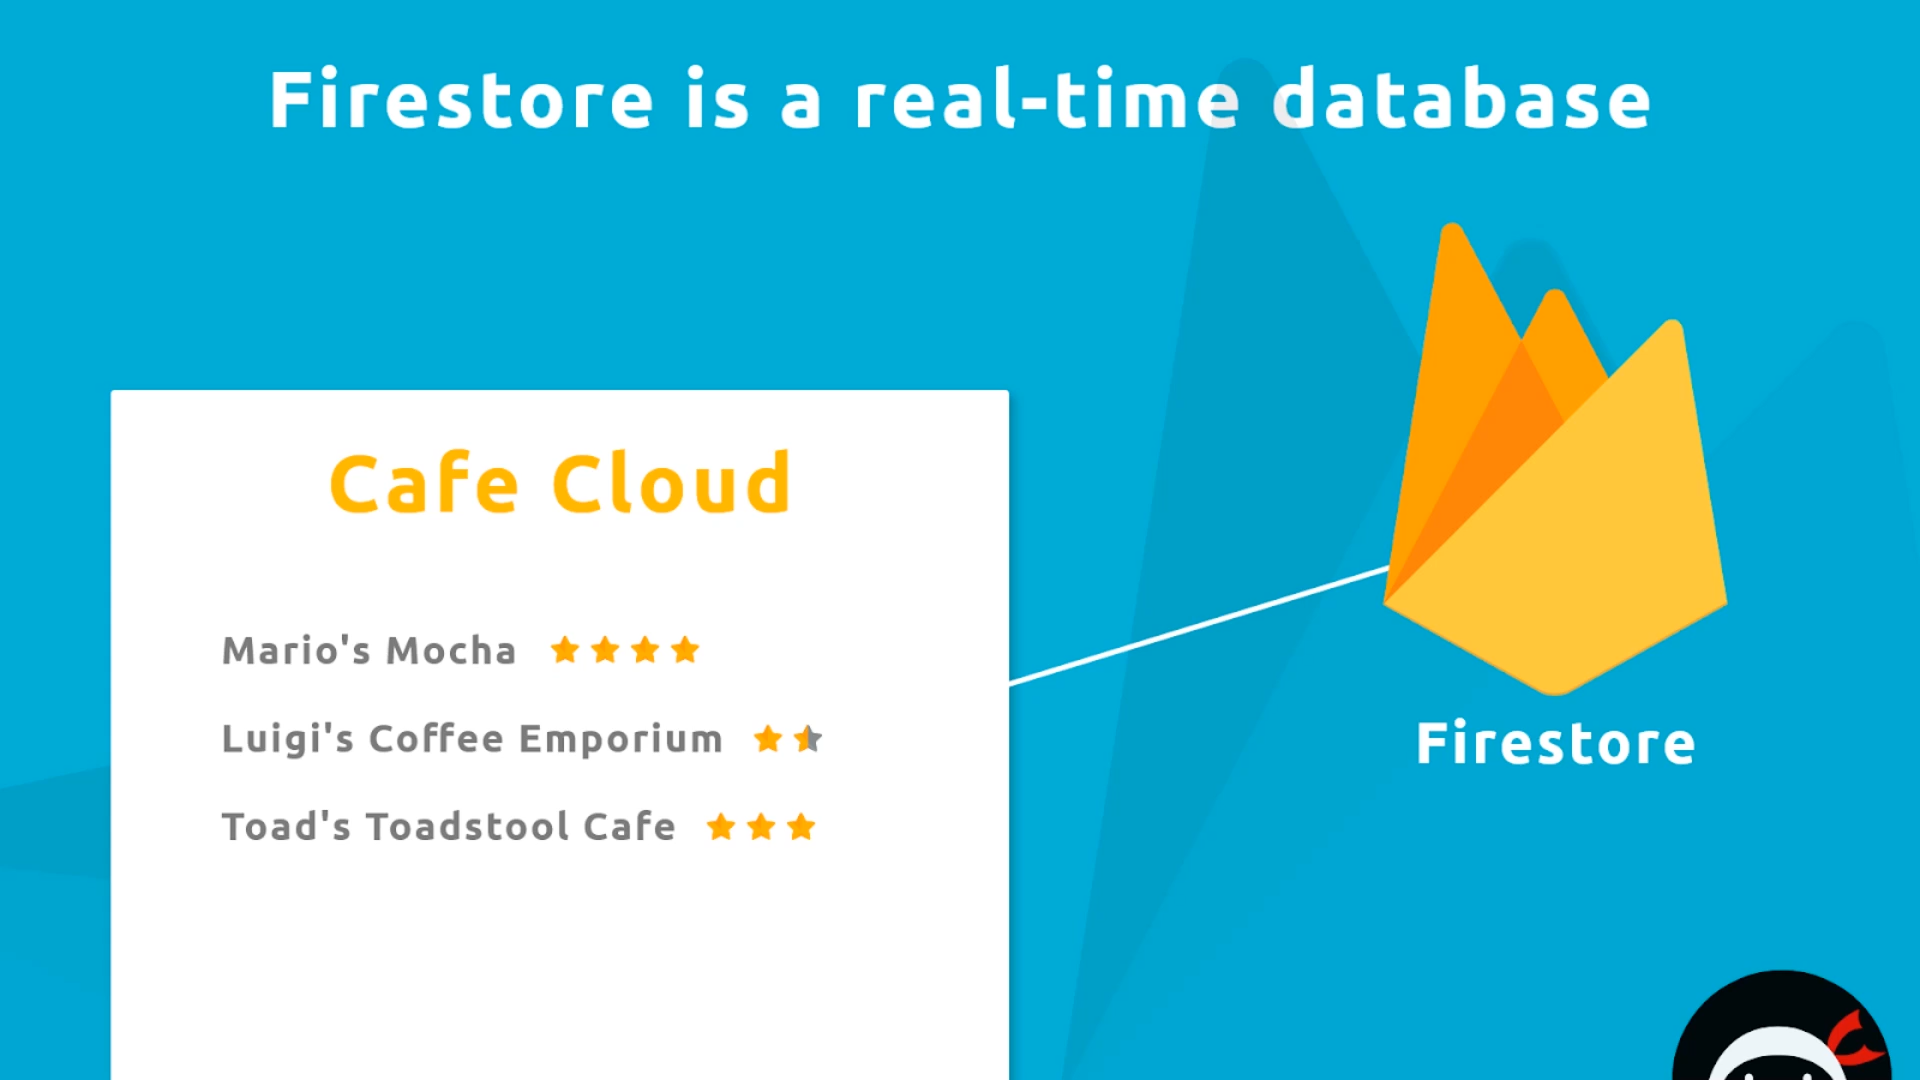 Firestore is a real-time database
Cafe Cloud
Mario's Mocha
Luigi's Coffee Emporium
Toad's Toadstool Cafe
Firestore